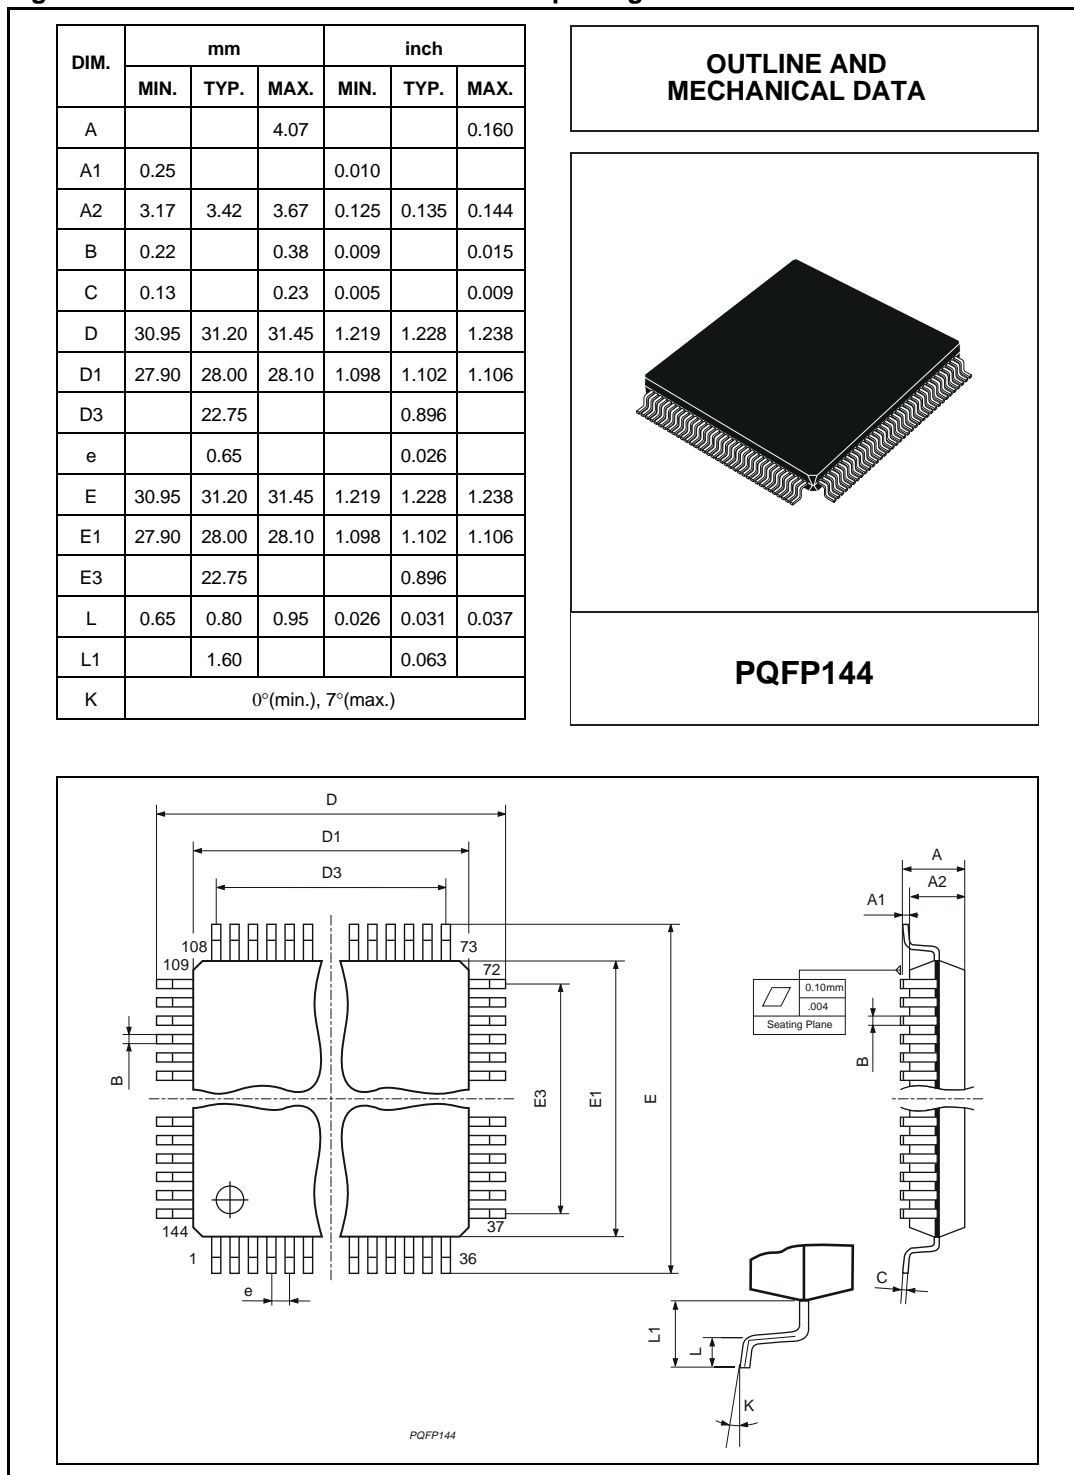 DIM. mm inch
MIN. TYP. MAX. MIN. TYP. MAX.
A 4.07 0.160
A1 0.25 0.010
A2 3.17 3.42 3.67 0.125 0.135 0.144
B 0.22 0.38 0.009 0.015
C 0.13 0.23 0.005 0.009
D 30.95 31.20 31.45 1.219 1.228 1.238
D1 27.90 28.00 28.10 1.098 1.102 1.106
D3 22.75 0.896
e 0.65 0.026
E 30.95 31.20 31.45 1.219 1.228 1.238
E1 27.90 28.00 28.10 1.098 1.102 1.106
E3 22.75 0.896
L 0.65 0.80 0.95 0.026 0.031 0.037
L1 1.60 0.063
K 0°(min.), 7°(max.)
OUTLINE AND
MECHANICAL DATA
PQFP144
D
D1
D3
A
A2
A1
108
73
109
72
0.10mm
.004
Seating Plane
B
B
E3
E1
E
144
37
1
36
e
C
L1
L
K
PQFP144